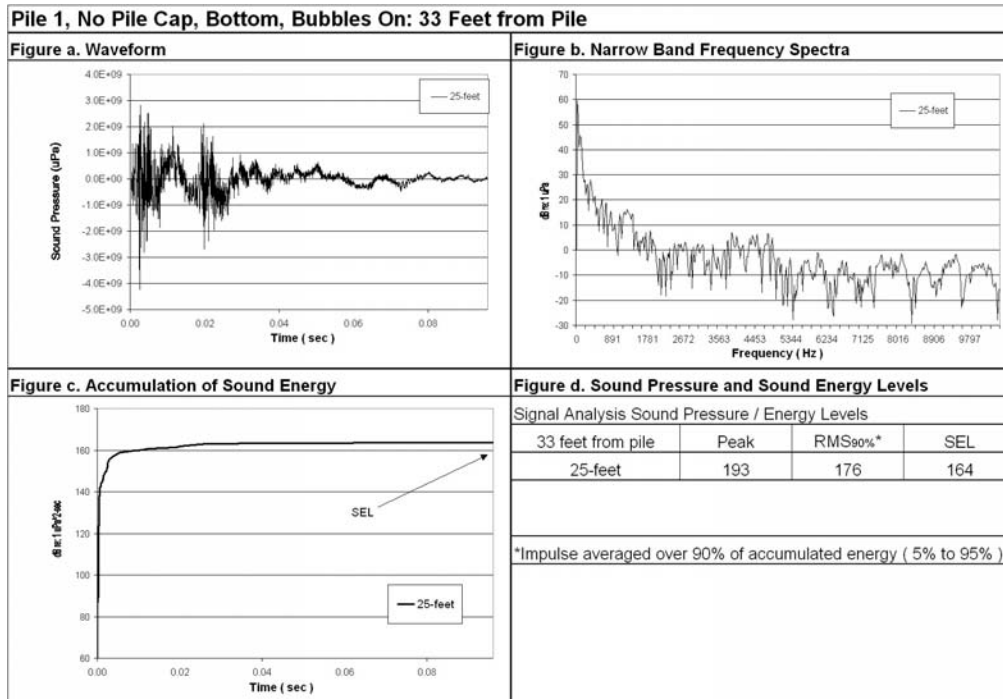 Pile 1, No Pile Cap, Bottom, Bubbles On: 33 Feet from Pile
Figure a. Waveform
4.0E+09
3.0E+09
2.0E+09
1.0E+09
0.0E+00
-1.0E+09
-2.0E+09
-3.0E+09
-4.0E+09
-5.0E+09
Sound Pressure (uPa)
25-feet
0.00 0.02 0.04 0.06 0.08
Time ( sec )
Figure b. Narrow Band Frequency Spectra
70
60
50
40
30
20
10
0
-10
-20
-30
dB re: 1 uPa
25-feet
0 891 1781 2672 3563 4453 5344 6234 7125 8016 8906 9797
Frequency ( Hz )
Figure c. Accumulation of Sound Energy
180
160
140
120
100
80
60
SEL
25-feet
0.00 0.02 0.04 0.06 0.08
Time ( sec )
Figure d. Sound Pressure and Sound Energy Levels
Signal Analysis Sound Pressure / Energy Levels
33 feet from pile Peak RMS90%* SEL
25-feet 193 176 164
*Impulse averaged over 90% of accumulated energy ( 5% to 95% )